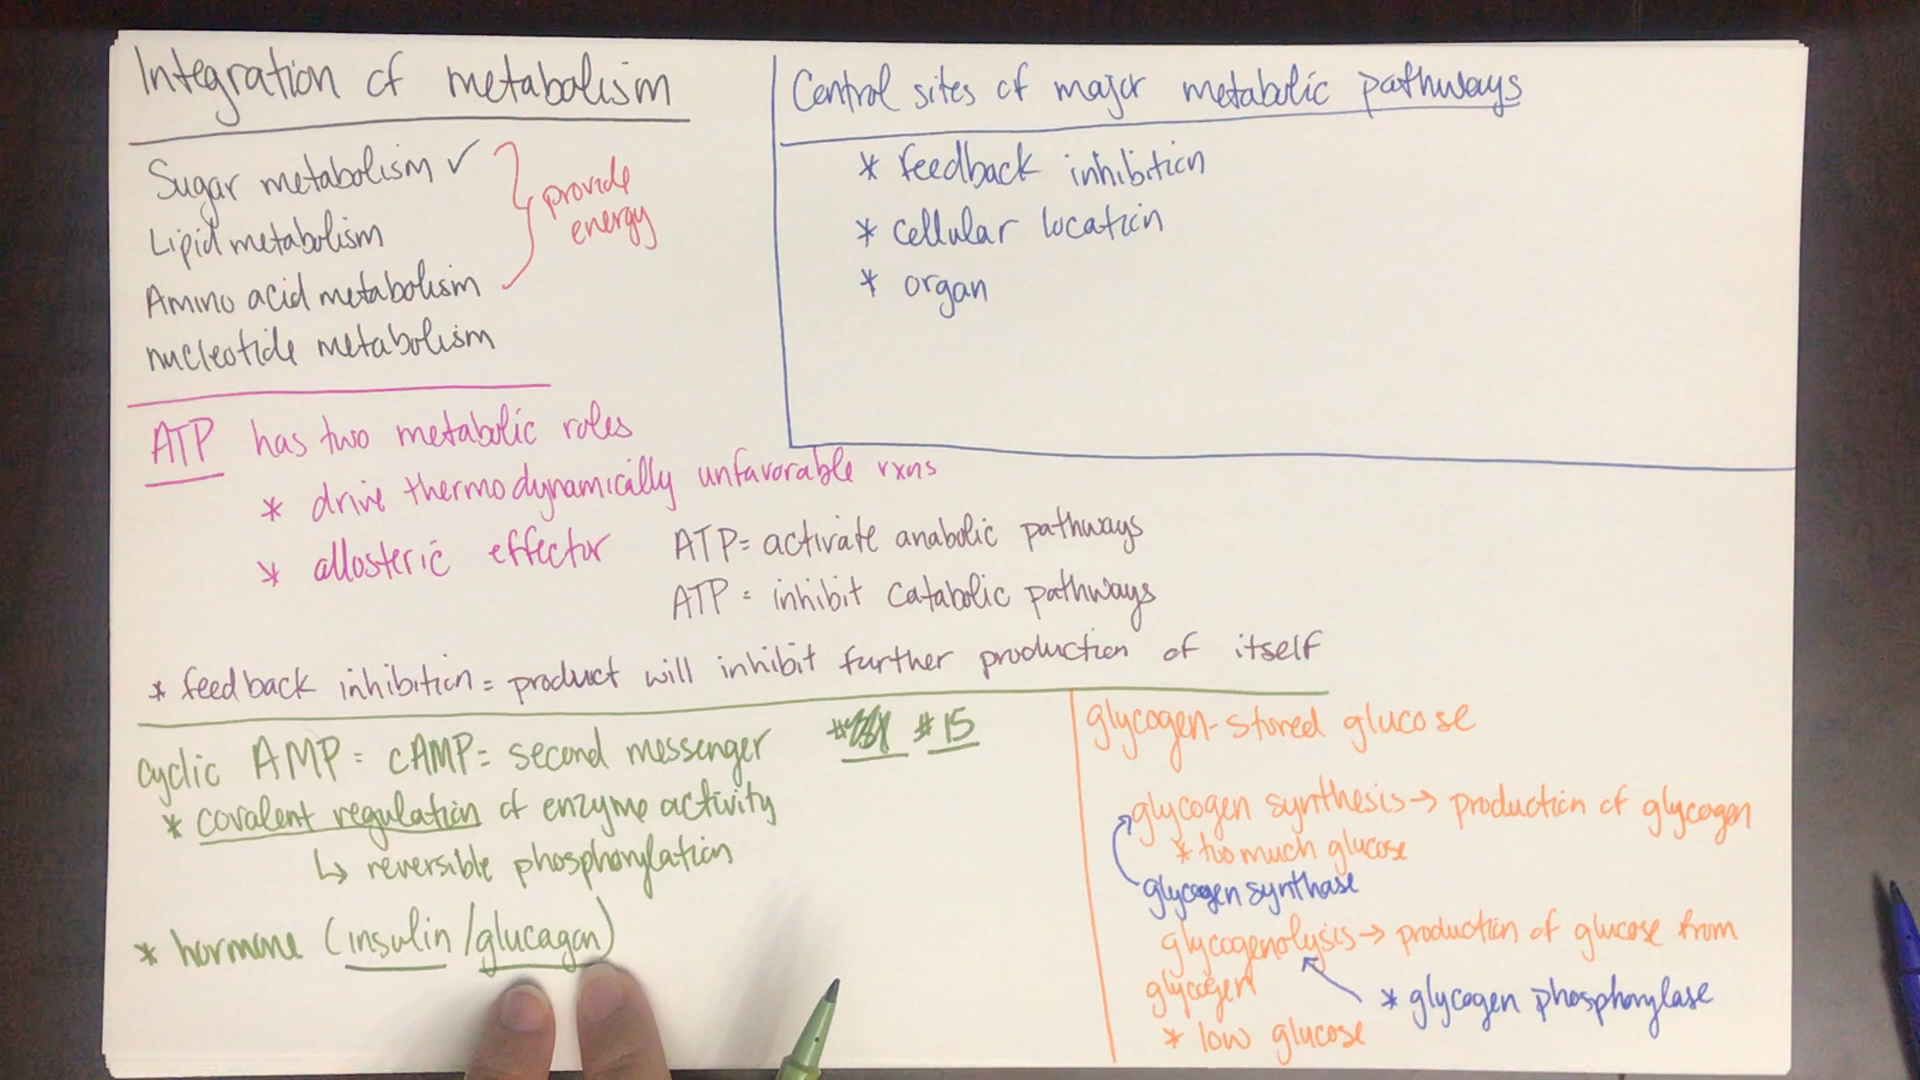 Integration of metabolism
Sugar metabolism ✓
Lipid metabolism
Amino acid metabolism
nucleotide metabolism
provide
energy
Control sites of major metabolic pathways
* feedback inhibition
* cellular location
* organ
ATP has two metabolic roles
* drive thermodynamically unfavorable rxns
* allosteric effector
ATP = activate anabolic pathways
ATP = inhibit catabolic pathways
* feedback inhibition = product will inhibit further production of itself
cyclic AMP = cAMP = second messenger
# #15
* covalent regulation of enzyme activity
↳ reversible phosphorylation
* hormone (insulin/glucagon)
glycogen - stored glucose
glycogen synthesis → production of glycogen
* too much glucose
glycogen synthase
glycogenolysis → production of glucose from
glycogen
* glycogen phosphorylase
* low glucose